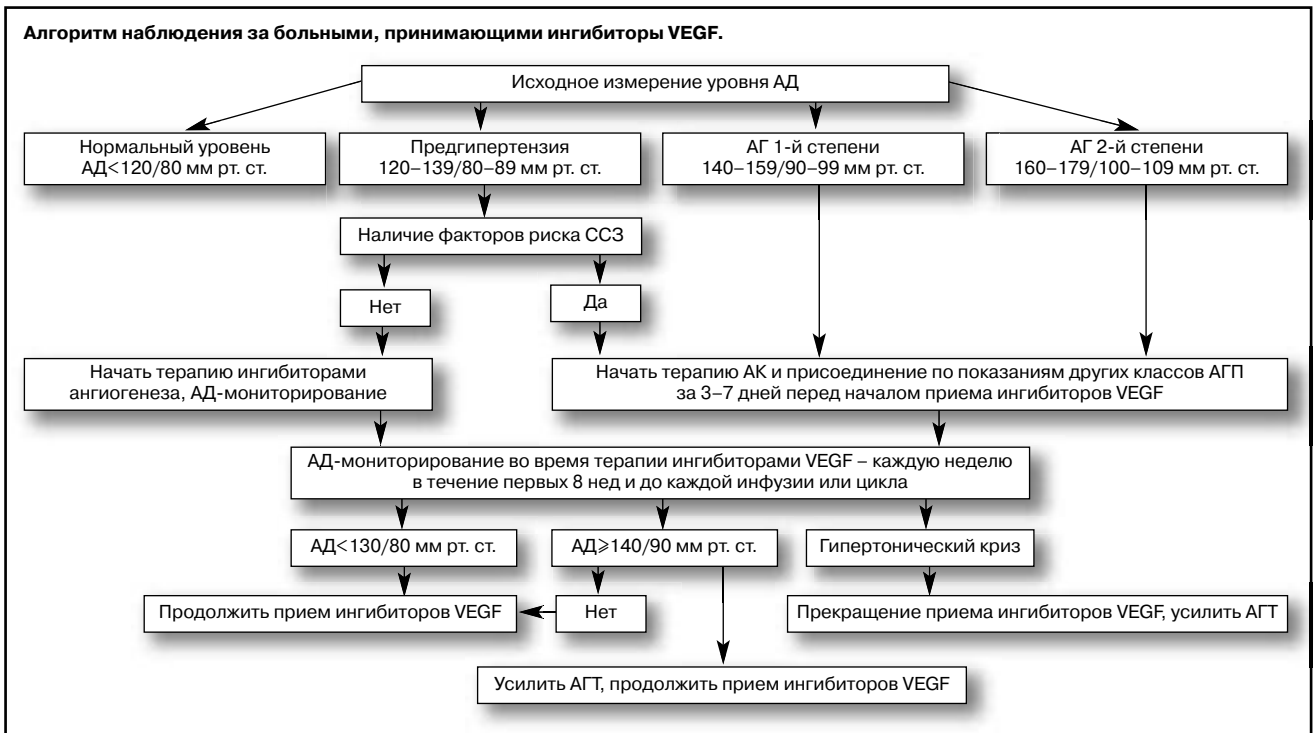 Алгоритм наблюдения за больными, принимающими ингибиторы VEGF.
Исходное измерение уровня АД
Нормальный уровень
АД<120/80 мм рт. ст.
Предгипертензия
120–139/80–89 мм рт. ст.
АГ 1-й степени
140–159/90–99 мм рт. ст.
АГ 2-й степени
160–179/100–109 мм рт. ст.
Наличие факторов риска ССЗ
Нет
Да
Начать терапию ингибиторами
ангиогенеза, АД-мониторирование
Начать терапию АК и присоединение по показаниям других классов АГП
за 3–7 дней перед началом приема ингибиторов VEGF
АД-мониторирование во время терапии ингибиторами VEGF – каждую неделю
в течение первых 8 нед и до каждой инфузии или цикла
АД<130/80 мм рт. ст.
АД⩾140/90 мм рт. ст.
Гипертонический криз
Продолжить прием ингибиторов VEGF
Нет
Прекращение приема ингибиторов VEGF, усилить АГТ
Усилить АГТ, продолжить прием ингибиторов VEGF